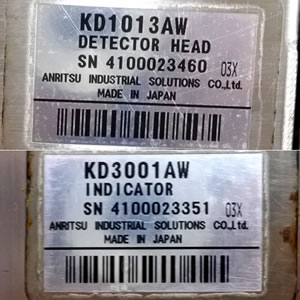 KD1013AW
DETECTOR HEAD
SN 4100023460 03X
ANRITSU INDUSTRIAL SOLUTIONS CO.,Ltd.
MADE IN JAPAN
KD3001AW
INDICATOR
SN 4100023351 03X
ANRITSU INDUSTRIAL SOLUTIONS CO.,Ltd.
MADE IN JAPAN